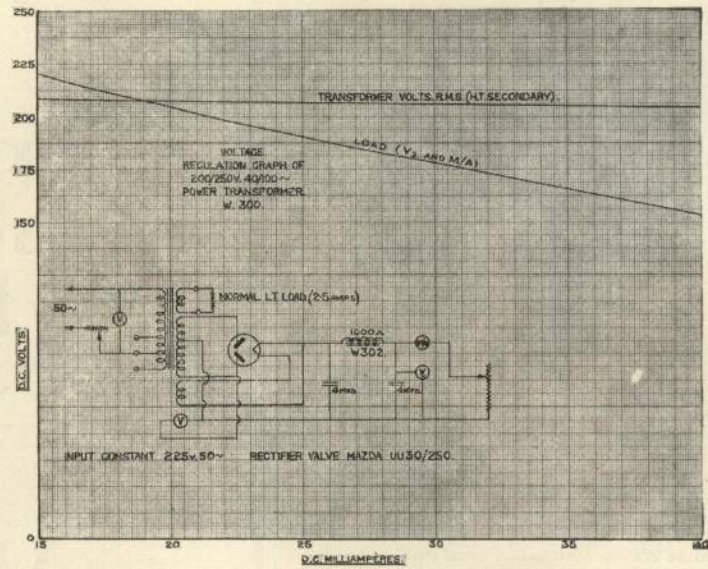 250
225
200
175
150
0
D.C. VOLTS.
TRANSFORMER VOLTS. R.M.S (H.T. SECONDARY).
LOAD (V₂ AND M/A)
VOLTAGE
REGULATION GRAPH OF
200/250V. 40/100~
POWER TRANSFORMER
W. 300.
NORMAL L.T. LOAD. (2·5 AMPS)
50~
V
1000Ω
W302
V
4MFD.
V
INPUT CONSTANT 225V. 50~ RECTIFIER VALVE MAZDA UU30/250.
15
20
25
30
35
40
D.C. MILLIAMPÈRES.